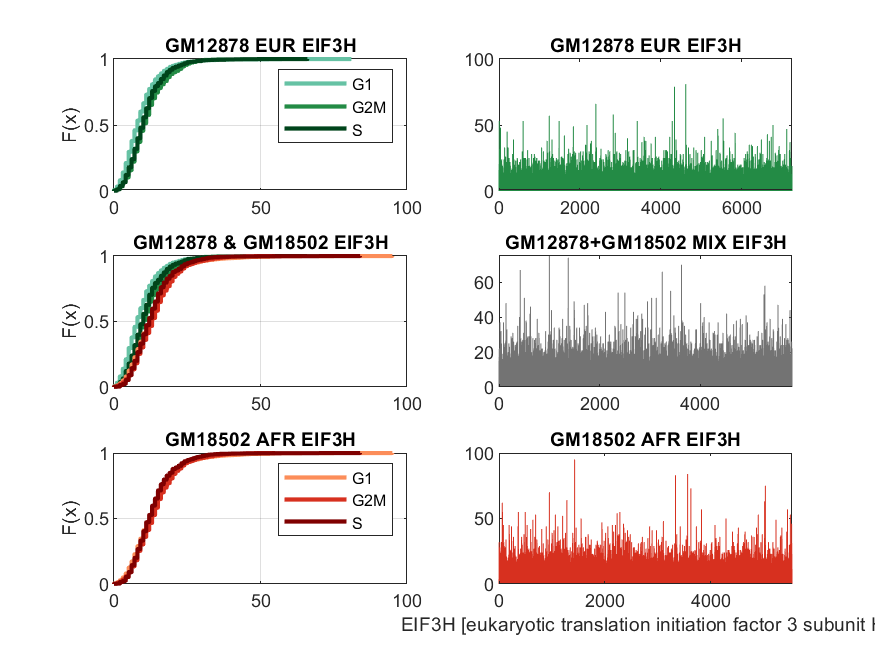 GM12878 EUR EIF3H
F(x)
1
0.5
0
0 50 100
G1
G2M
S
GM12878 EUR EIF3H
100
50
0
0 2000 4000 6000
GM12878 & GM18502 EIF3H
F(x)
1
0.5
0
0 50 100
GM12878+GM18502 MIX EIF3H
60
40
20
0
0 2000 4000
GM18502 AFR EIF3H
F(x)
1
0.5
0
0 50 100
G1
G2M
S
GM18502 AFR EIF3H
100
50
0
0 2000 4000
EIF3H [eukaryotic translation initiation factor 3 subunit